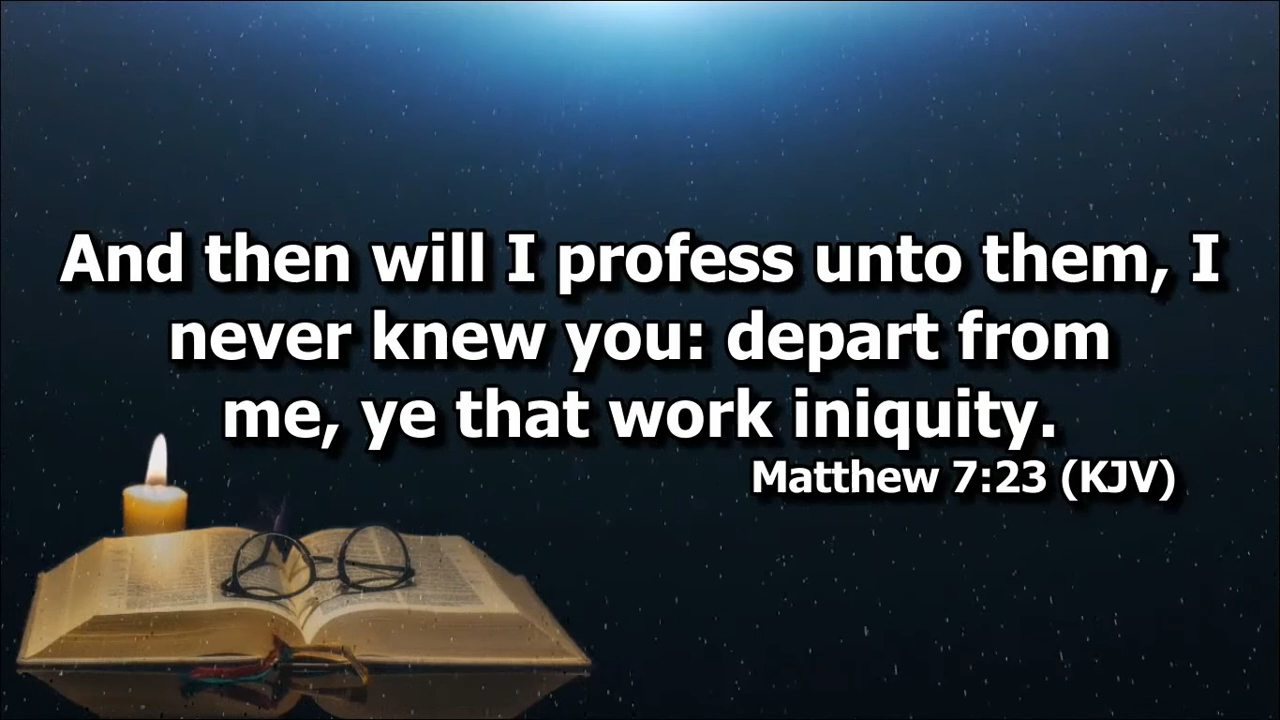 And then will I profess unto them, I
never knew you: depart from
me, ye that work iniquity.
Matthew 7:23 (KJV)